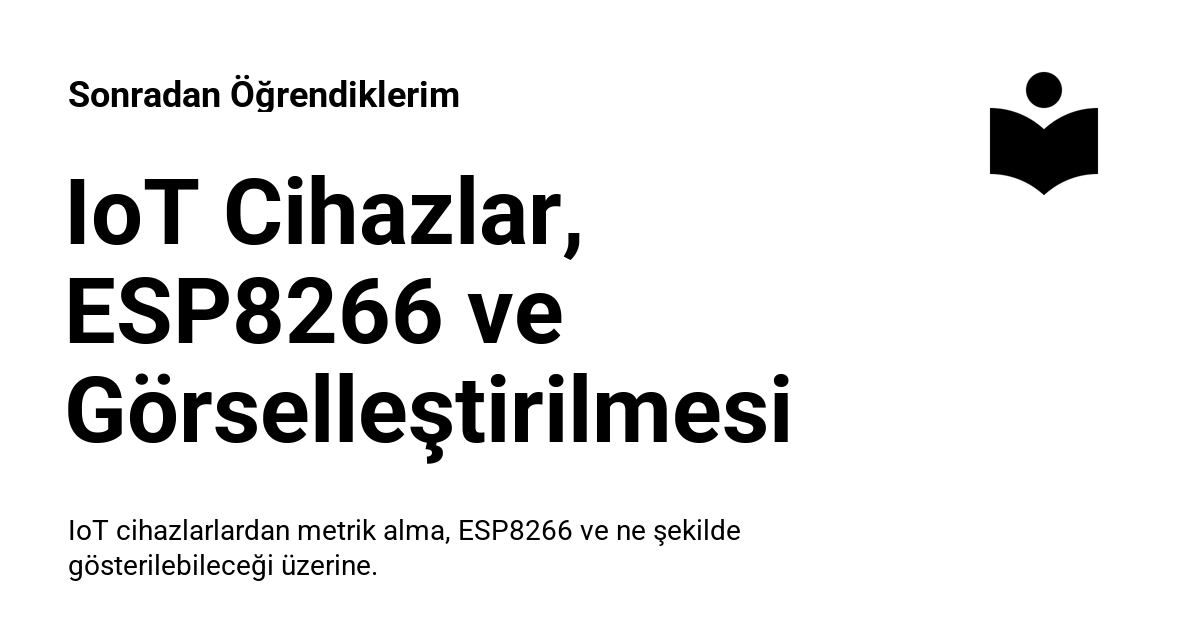 Sonradan Öğrendiklerim
IoT Cihazlar,
ESP8266 ve
Görselleştirilmesi
IoT cihazlarlardan metrik alma, ESP8266 ve ne şekilde
gösterilebileceği üzerine.